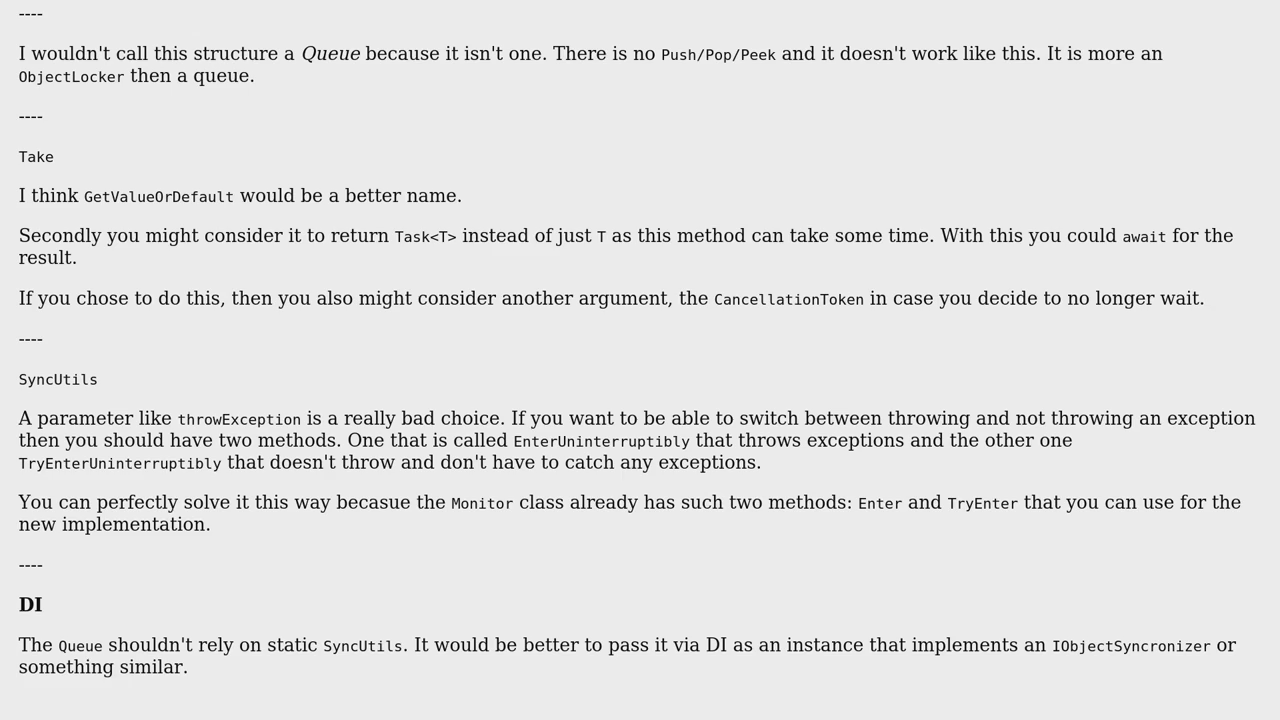 ----
I wouldn't call this structure a Queue because it isn't one. There is no Push/Pop/Peek and it doesn't work like this. It is more an
ObjectLocker then a queue.
----
Take
I think GetValueOrDefault would be a better name.
Secondly you might consider it to return Task<T> instead of just T as this method can take some time. With this you could await for the
result.
If you chose to do this, then you also might consider another argument, the CancellationToken in case you decide to no longer wait.
----
SyncUtils
A parameter like throwException is a really bad choice. If you want to be able to switch between throwing and not throwing an exception
then you should have two methods. One that is called EnterUninterruptibly that throws exceptions and the other one
TryEnterUninterruptibly that doesn't throw and don't have to catch any exceptions.
You can perfectly solve it this way becasue the Monitor class already has such two methods: Enter and TryEnter that you can use for the
new implementation.
----
DI
The Queue shouldn't rely on static SyncUtils. It would be better to pass it via DI as an instance that implements an IObjectSyncronizer or
something similar.